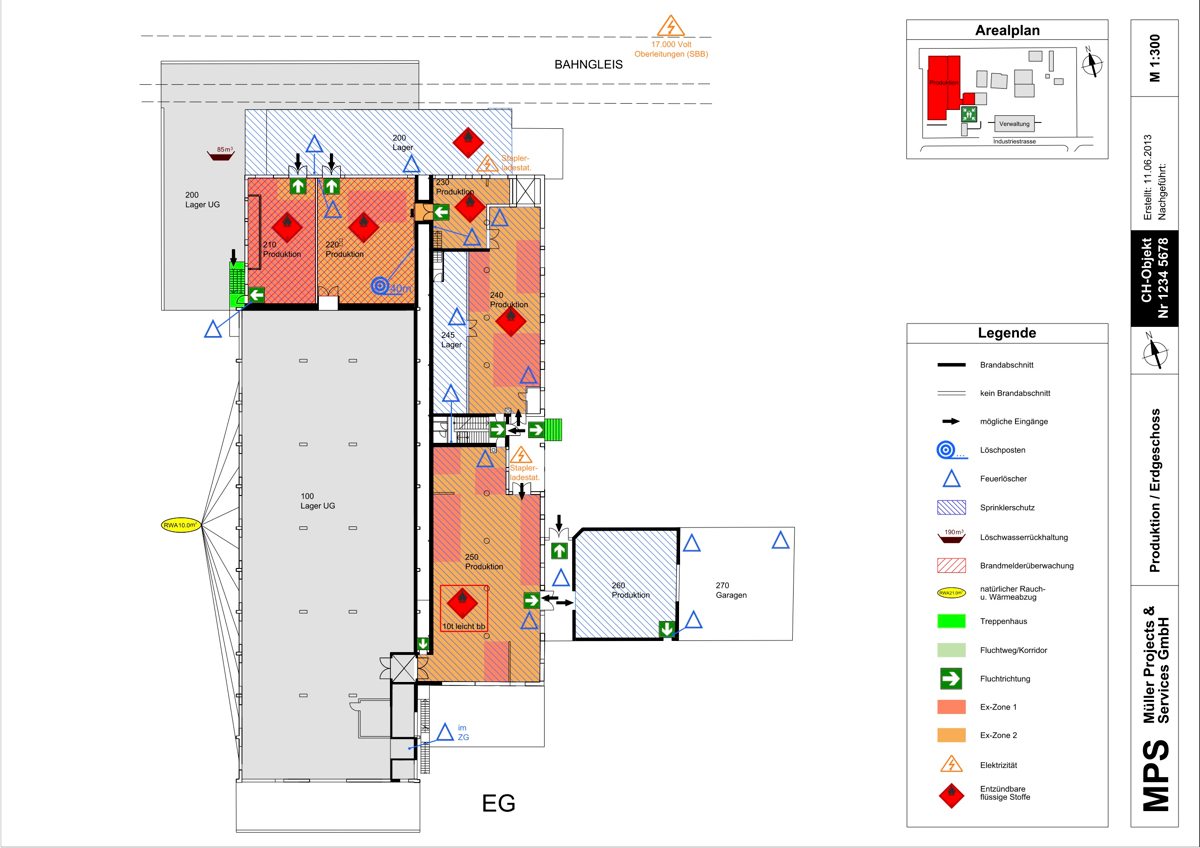 17.000 Volt
Oberleitungen (SBB)
BAHNGLEIS
85m³
200
Lager
Stapler-
ladestat.
200
Lager UG
230
Produktion
210
Produktion
220
Produktion
30m
240
Produktion
245
Lager
100
Lager UG
RWA10.0m²
Stapler-
ladestat.
250
Produktion
10t leicht bb
260
Produktion
270
Garagen
im
ZG
EG
Arealplan
N
Produktion
Verwaltung
Industriestrasse
Legende
Brandabschnitt
kein Brandabschnitt
mögliche Eingänge
... Löschposten
Feuerlöscher
Sprinklerschutz
190m³ Löschwasserrückhaltung
Brandmelderüberwachung
RWA21.0m² natürlicher Rauch-
u. Wärmeabzug
Treppenhaus
Fluchtweg/Korridor
Fluchtrichtung
Ex-Zone 1
Ex-Zone 2
Elektrizität
Entzündbare
flüssige Stoffe
M 1:300
Erstellt: 11.06.2013
Nachgeführt:
CH-Objekt
Nr 1234 5678
N
Produktion / Erdgeschoss
MPS
Müller Projects &
Services GmbH